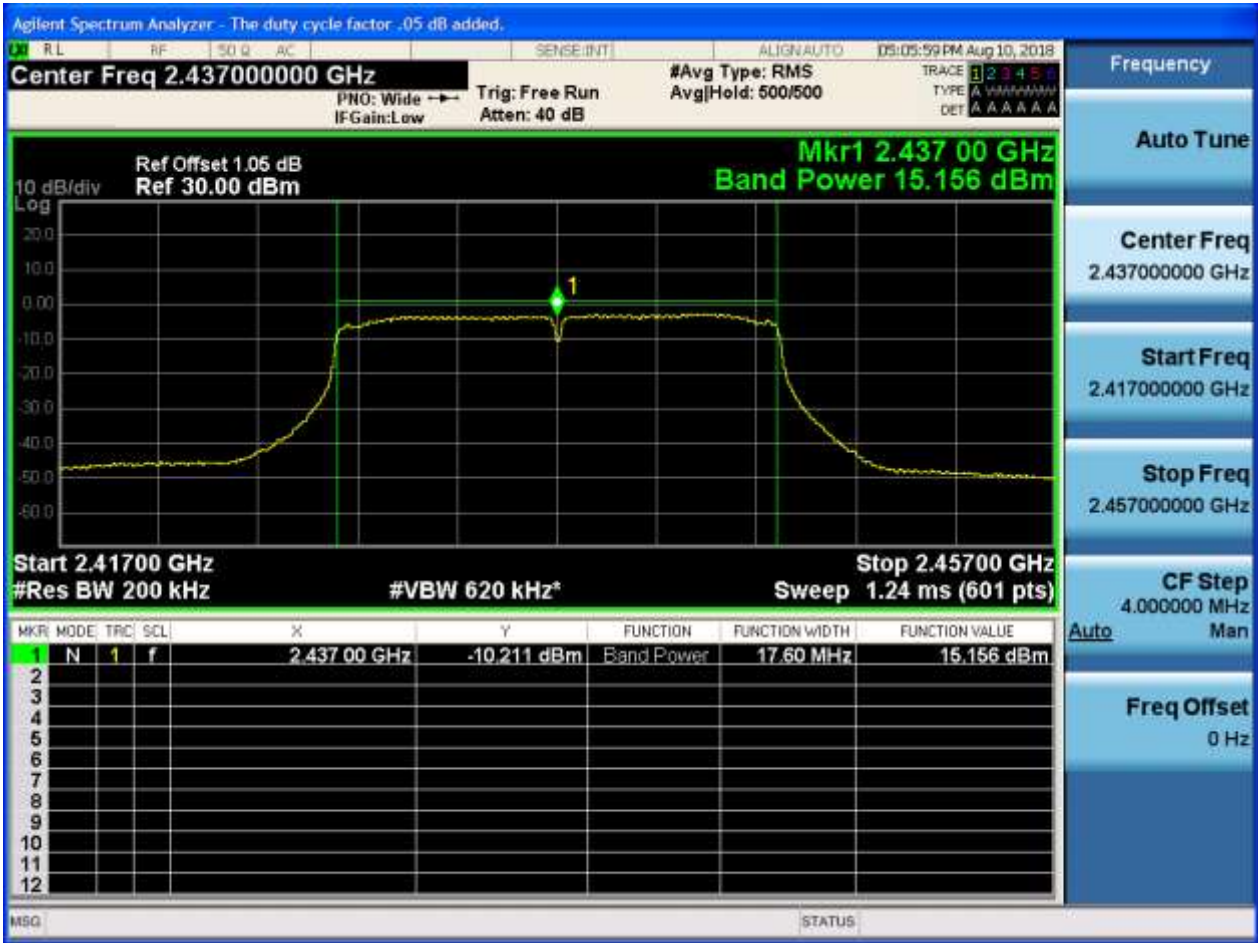 Agilent Spectrum Analyzer - The duty cycle factor .05 dB added.
RL RF 50 Ω AC SENSE:INT ALIGNAUTO 05:05:59 PM Aug 10, 2018
Center Freq 2.437000000 GHz
PNO: Wide
IFGain:Low
Trig: Free Run
Atten: 40 dB
#Avg Type: RMS
Avg|Hold: 500/500
TRACE 1 2 3 4 5 6
TYPE A WWWWW
DET A A A A A A
Mkr1 2.437 00 GHz
Band Power 15.156 dBm
Ref Offset 1.05 dB
10 dB/div Ref 30.00 dBm
Log
20.0
10.0
0.00
-10.0
-20.0
-30.0
-40.0
-50.0
-60.0
1
Start 2.41700 GHz Stop 2.45700 GHz
#Res BW 200 kHz #VBW 620 kHz* Sweep 1.24 ms (601 pts)
MKR MODE TRC SCL X Y FUNCTION FUNCTION WIDTH FUNCTION VALUE
1 N 1 f 2.437 00 GHz -10.211 dBm Band Power 17.60 MHz 15.156 dBm
2
3
4
5
6
7
8
9
10
11
12
MSG STATUS
Frequency
Auto Tune
Center Freq
2.437000000 GHz
Start Freq
2.417000000 GHz
Stop Freq
2.457000000 GHz
CF Step
4.000000 MHz
Auto Man
Freq Offset
0 Hz